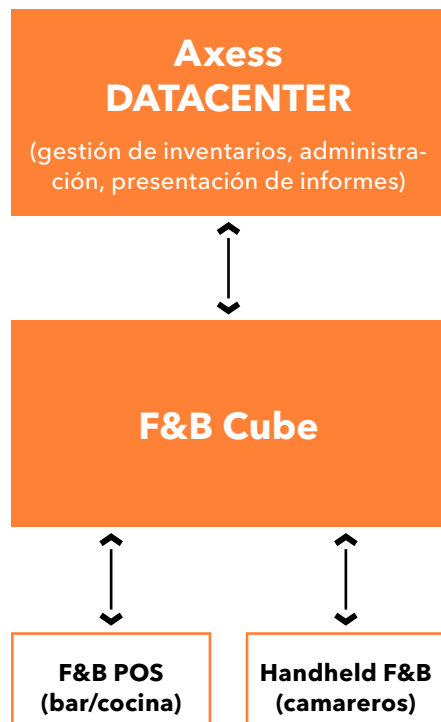 Axess
DATACENTER
(gestión de inventarios, administra-
ción, presentación de informes)
F&B Cube
F&B POS
(bar/cocina)
Handheld F&B
(camareros)